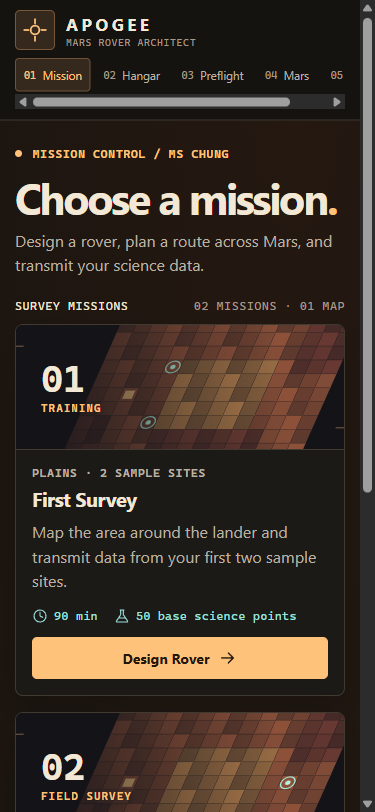 APOGEE
MARS ROVER ARCHITECT
01 Mission 02 Hangar 03 Preflight 04 Mars 05
MISSION CONTROL / MS CHUNG
Choose a mission.
Design a rover, plan a route across Mars, and
transmit your science data.
SURVEY MISSIONS 02 MISSIONS · 01 MAP
01
TRAINING
PLAINS · 2 SAMPLE SITES
First Survey
Map the area around the lander and
transmit data from your first two sample
sites.
90 min 50 base science points
Design Rover →
02
FIELD SURVEY